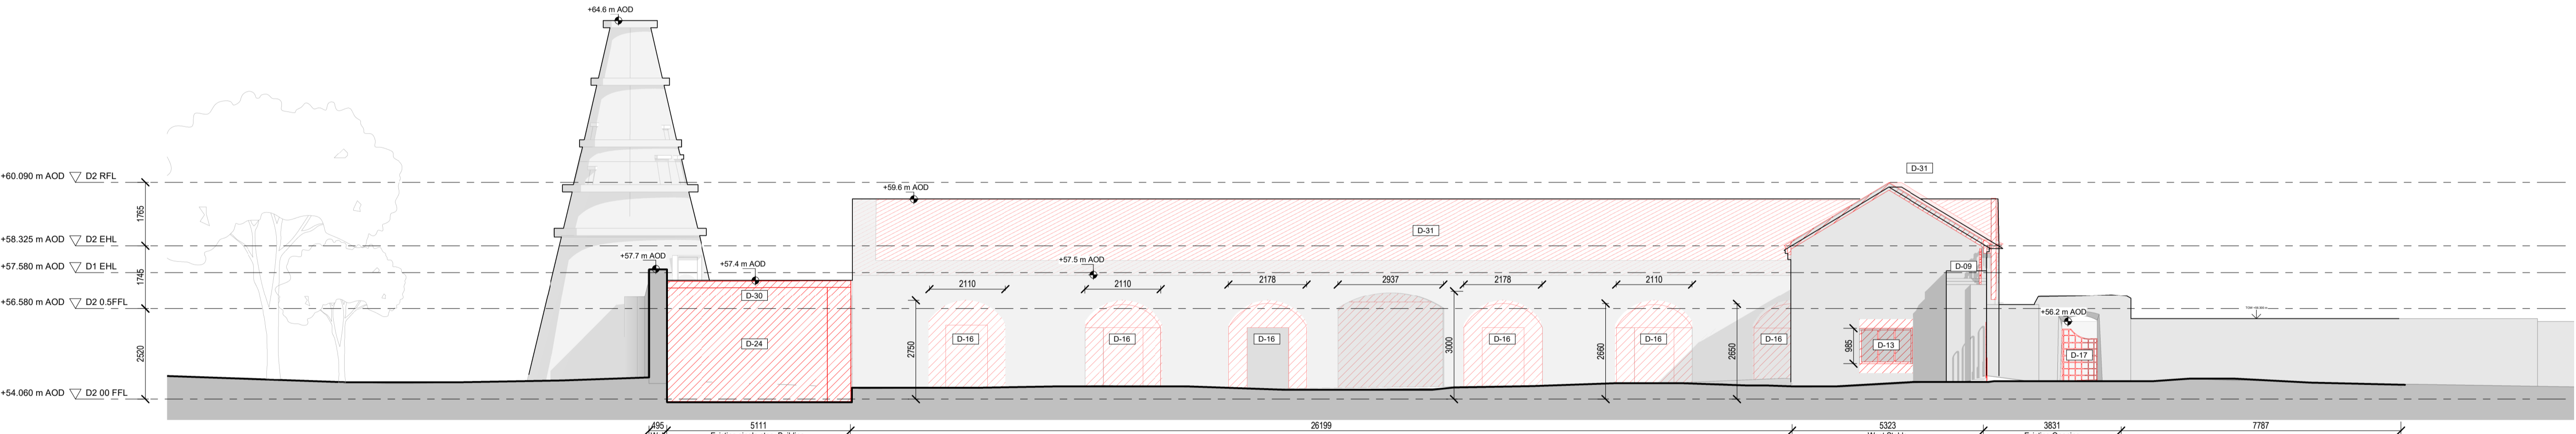 +64.6 m AOD
+60.090 m AOD D2 RFL
D-31
1765
+59.6 m AOD
D-31
+58.325 m AOD D2 EHL
+57.7 m AOD
+57.4 m AOD
+57.5 m AOD
+57.580 m AOD D1 EHL
D-09
1745
2110
2110
2178
2937
2178
2110
D-30
+56.580 m AOD D2 0.5FFL
+56.2 m AOD
D-24
D-16
D-16
D-16
D-16
D-16
D-16
D-13
D-17
2520
2750
3000
2660
2650
985
+54.060 m AOD D2 00 FFL
495
5111
26199
5323
3831
7787